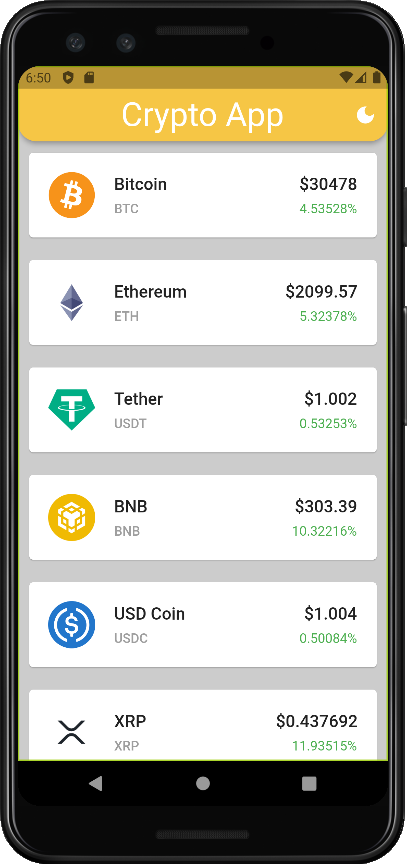 6:50
Crypto App
Bitcoin $30478
BTC 4.53528%
Ethereum $2099.57
ETH 5.32378%
Tether $1.002
USDT 0.53253%
BNB $303.39
BNB 10.32216%
USD Coin $1.004
USDC 0.50084%
XRP $0.437692
XRP 11.93515%